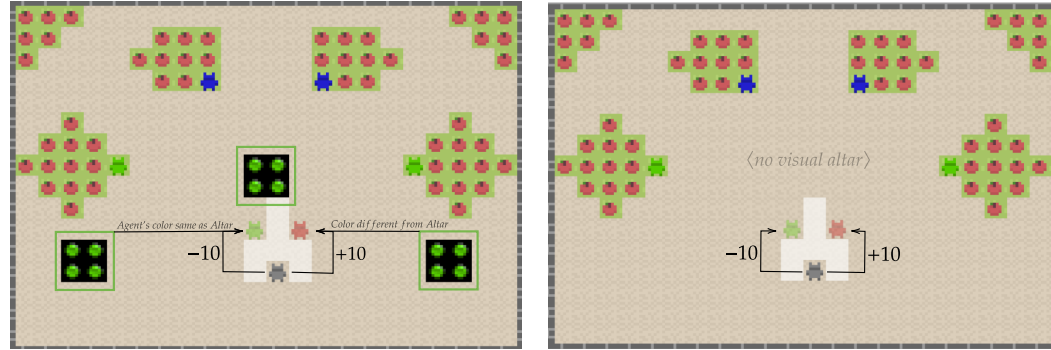 ⟨no visual altar⟩
Agent's color same as Altar
Color different from Altar
−10
+10
−10
+10